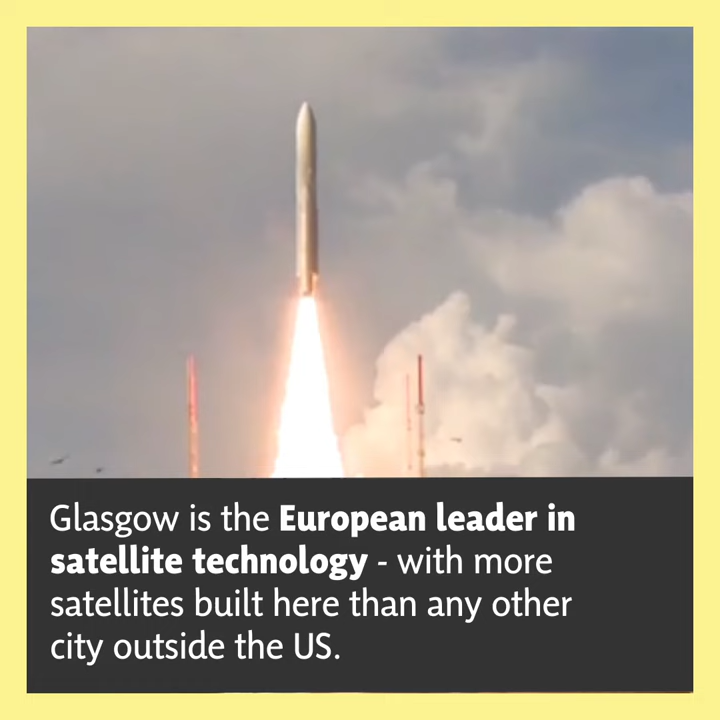 Glasgow is the European leader in
satellite technology - with more
satellites built here than any other
city outside the US.